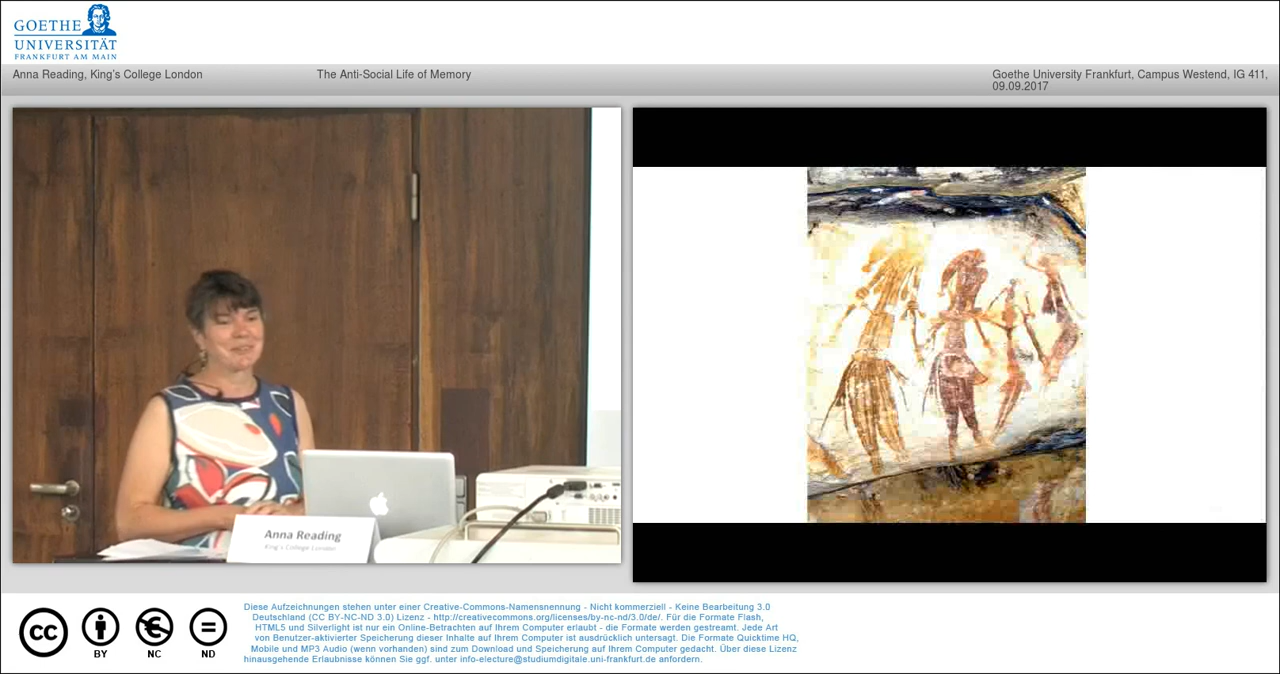 GOETHE
UNIVERSITÄT
FRANKFURT AM MAIN
Anna Reading, King's College London
The Anti-Social Life of Memory
Goethe University Frankfurt, Campus Westend, IG 411,
09.09.2017
Anna Reading
King's College London
cc
BY
NC
ND
Diese Aufzeichnungen stehen unter einer Creative-Commons-Namensnennung - Nicht kommerziell - Keine Bearbeitung 3.0
Deutschland (CC BY-NC-ND 3.0) Lizenz - http://creativecommons.org/licenses/by-nc-nd/3.0/de/. Für die Formate Flash,
HTML5 und Silverlight ist nur ein Online-Betrachten auf Ihrem Computer erlaubt - die Formate werden gestreamt. Jede Art
von Benutzer-aktivierter Speicherung dieser Inhalte auf Ihrem Computer ist ausdrücklich untersagt. Die Formate Quicktime HQ,
Mobile und MP3 Audio (wenn vorhanden) sind zum Download und Speicherung auf Ihrem Computer gedacht. Über diese Lizenz
hinausgehende Erlaubnisse können Sie ggf. unter info-electure@studiumdigitale.uni-frankfurt.de anfordern.